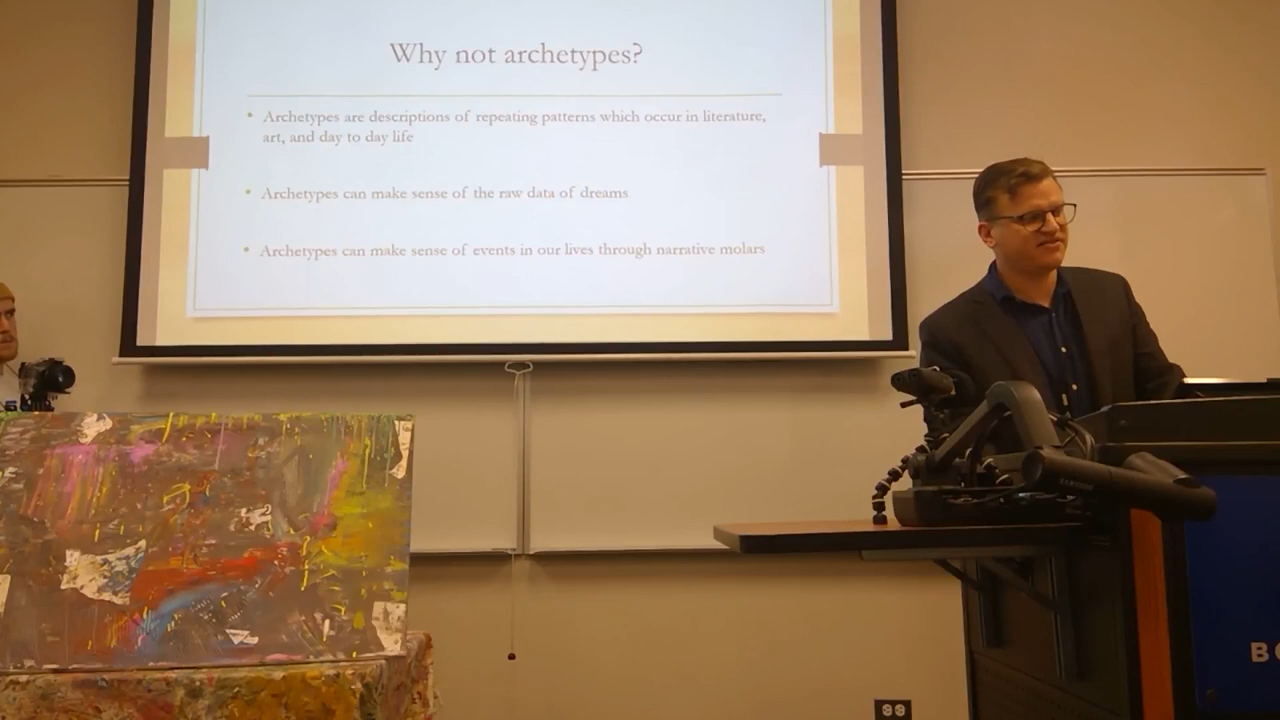 Why not archetypes?
Archetypes are descriptions of repeating patterns which occur in literature,
art, and day to day life
Archetypes can make sense of the raw data of dreams
Archetypes can make sense of events in our lives through narrative molars
SAMSUNG
BO